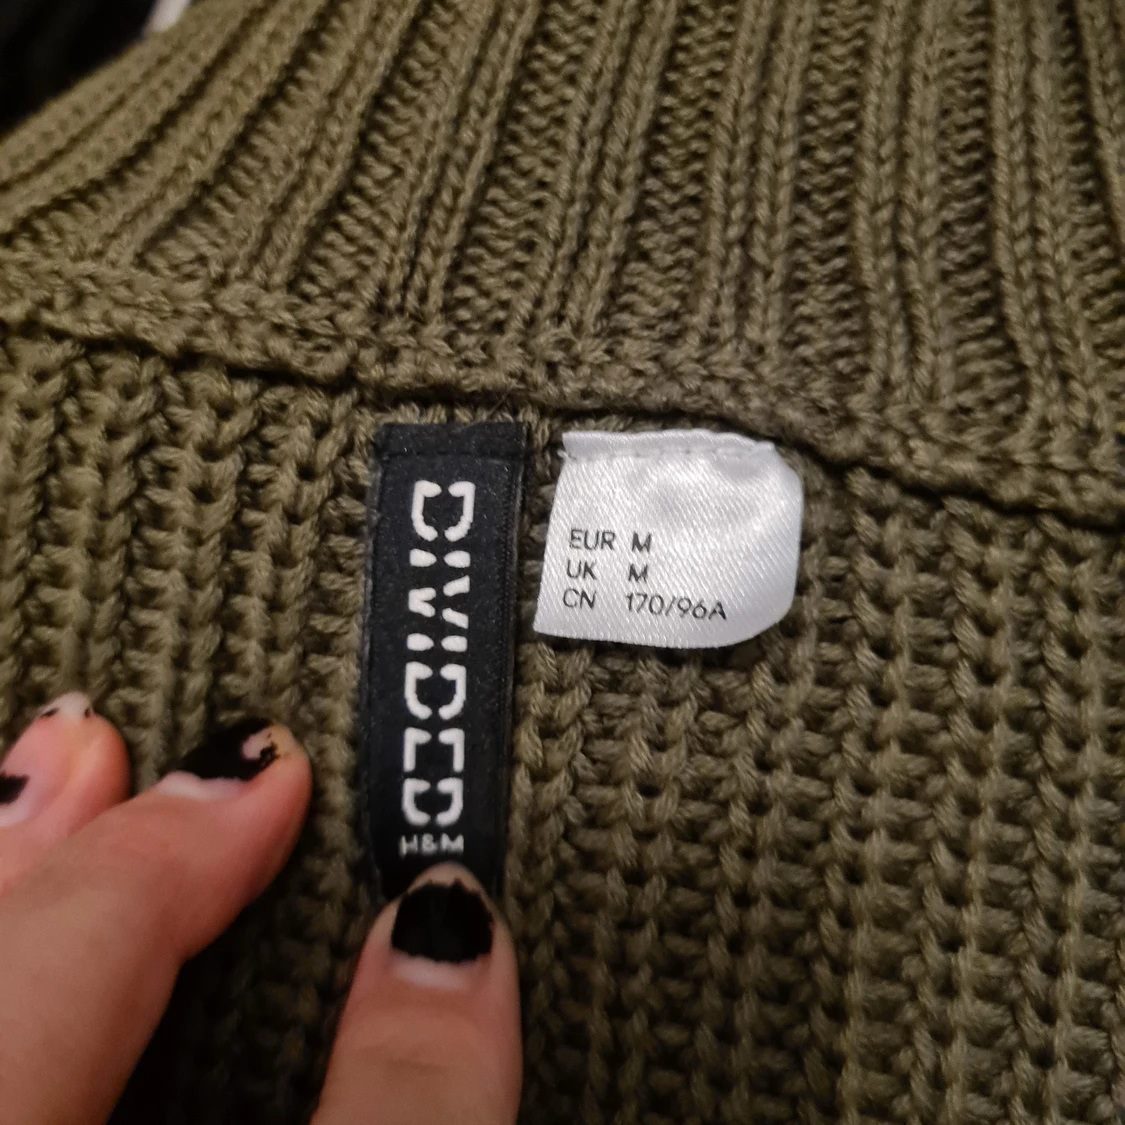 DIVIDED
H&M
EUR M
UK M
CN 170/96A